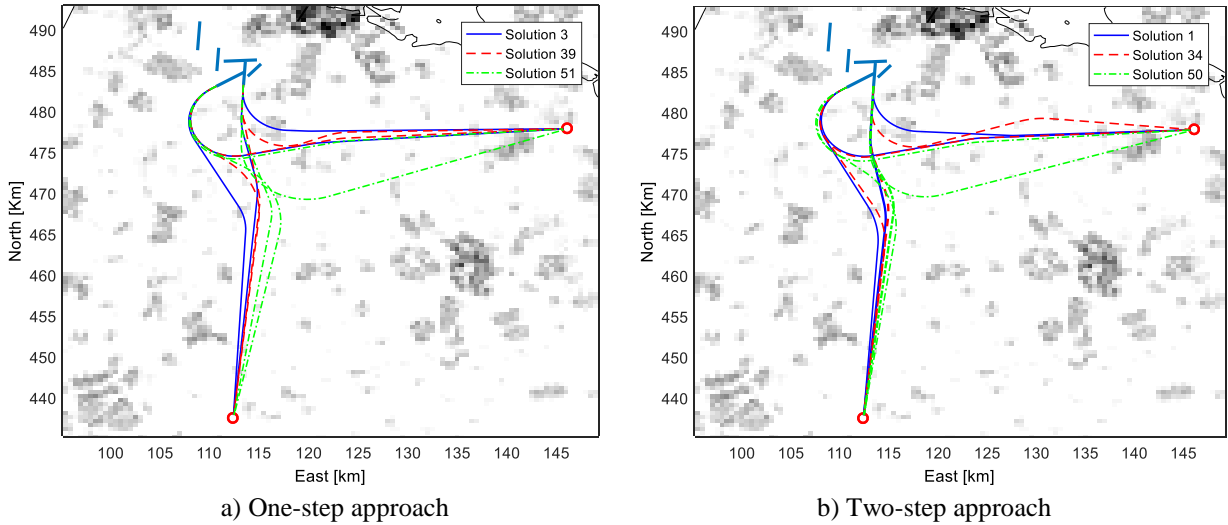 490
485
480
475
470
465
460
455
450
440
North [Km]
100 105 110 115 120 125 130 135 140 145
East [km]
Solution 3
Solution 39
Solution 51
a) One-step approach
490
485
480
475
470
465
460
455
450
440
North [Km]
100 105 110 115 120 125 130 135 140 145
East [km]
Solution 1
Solution 34
Solution 50
b) Two-step approach